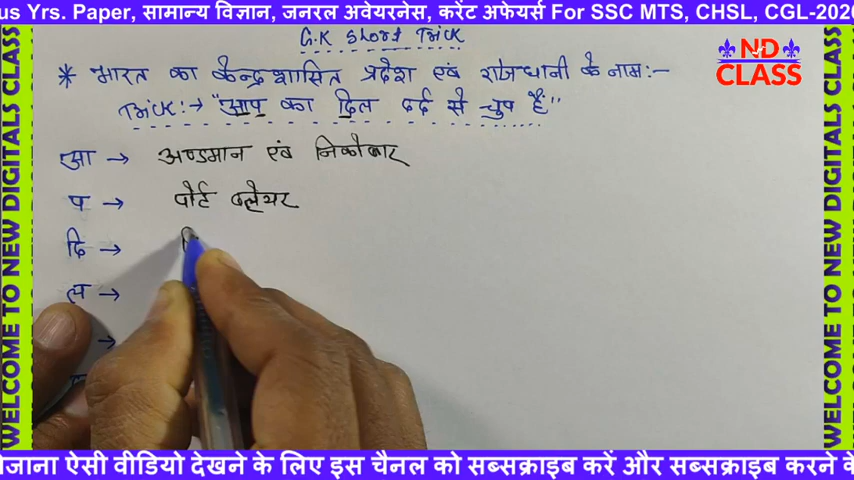 us Yrs. Paper, सामान्य विज्ञान, जनरल अवेयरनेस, करेंट अफेयर्स For SSC MTS, CHSL, CGL-2026
G.K Short Trick
* भारत का केन्द्रशासित प्रदेश एवं राजधानी के नाम:-
Trick:→ "आप का दिल दर्द से चुप हैं"
आ → अण्डमान एवं निकोबार
प → पोर्ट ब्लेयर
दि →
ल →
→
ND
CLASS
WELCOME TO NEW DIGITALS CLASS
WELCOME TO NEW DIGITALS CLASS
जाना ऐसी वीडियो देखने के लिए इस चैनल को सब्सक्राइब करें और सब्सक्राइब करने के